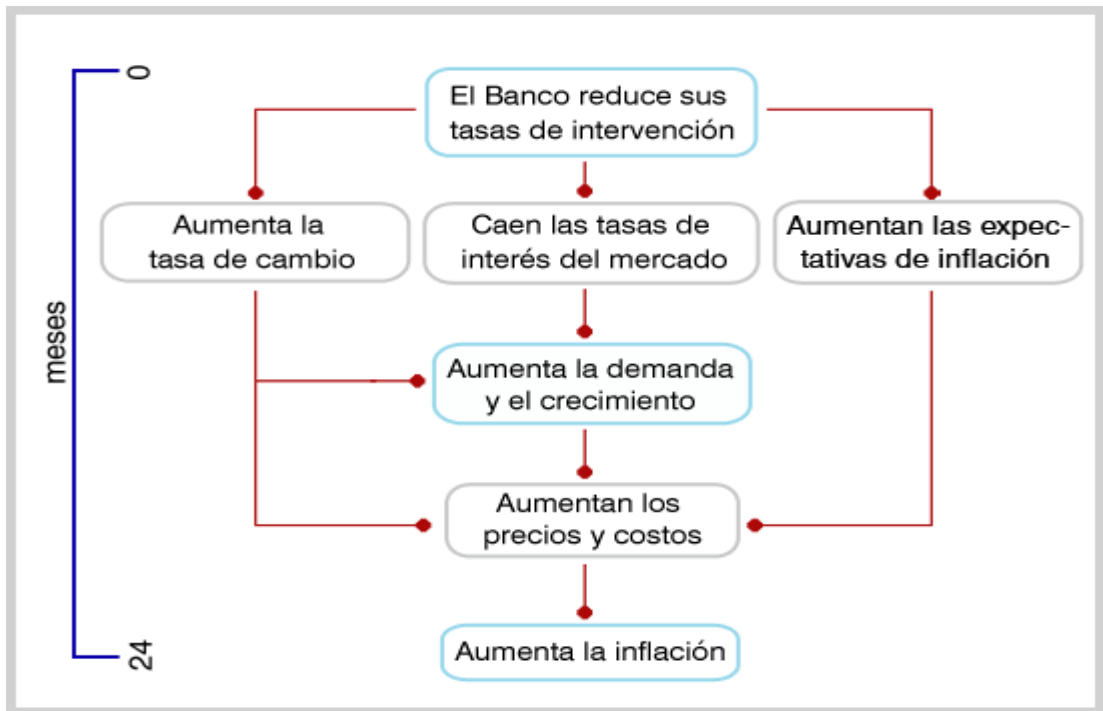 0
El Banco reduce sus
tasas de intervención
Aumenta la
tasa de cambio
Caen las tasas de
interés del mercado
Aumentan las expec-
tativas de inflación
meses
Aumenta la demanda
y el crecimiento
Aumentan los
precios y costos
24
Aumenta la inflación